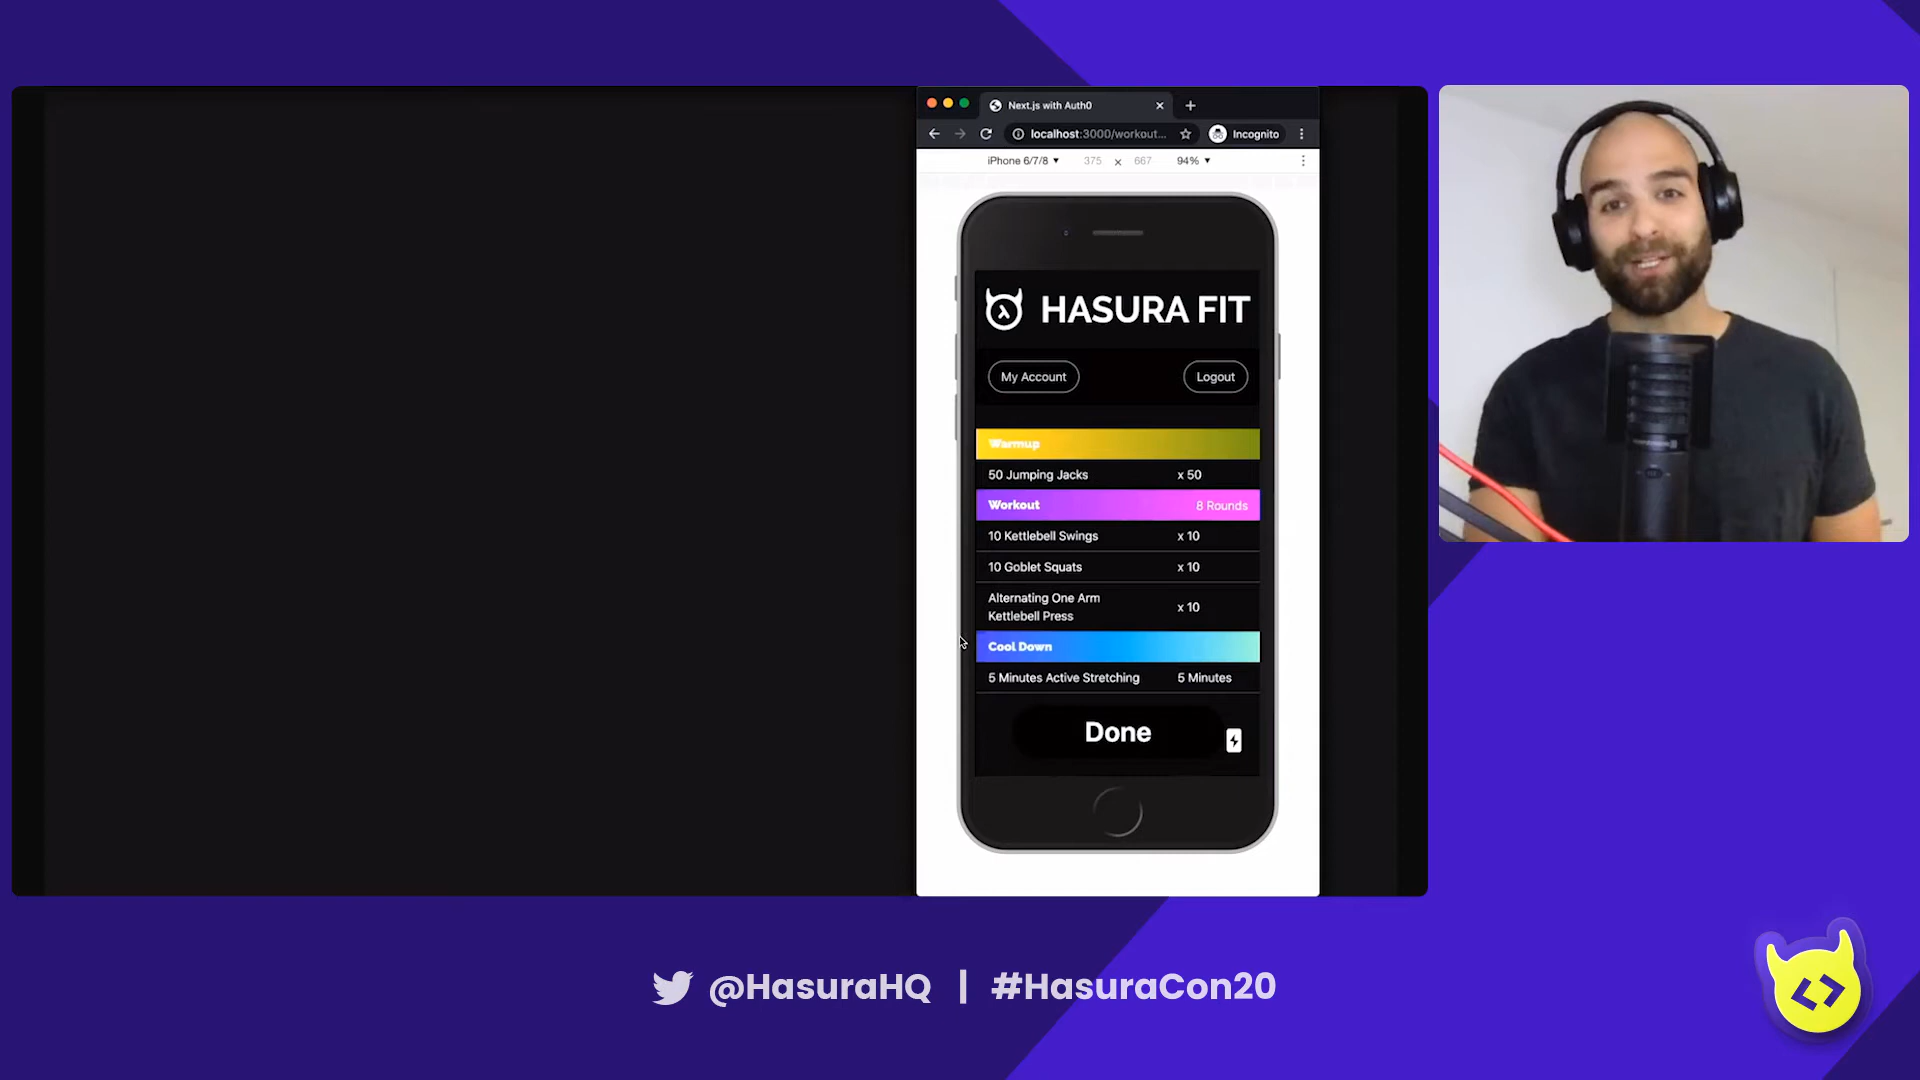 Next.js with Auth0
localhost:3000/workout...
Incognito
iPhone 6/7/8
375 × 667
94%
HASURA FIT
My Account
Logout
Warmup
50 Jumping Jacks x 50
Workout 8 Rounds
10 Kettlebell Swings x 10
10 Goblet Squats x 10
Alternating One Arm
Kettlebell Press
x 10
Cool Down
5 Minutes Active Stretching 5 Minutes
Done
@HasuraHQ | #HasuraCon20